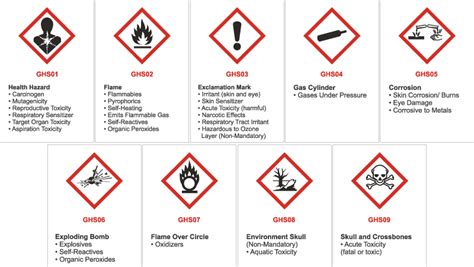 GHS01
Health Hazard
• Carcinogen
• Mutagenicity
• Reproductive Toxicity
• Respiratory Sensitizer
• Target Organ Toxicity
• Aspiration Toxicity
GHS02
Flame
• Flammables
• Pyrophorics
• Self-Heating
• Emits Flammable Gas
• Self-Reactives
• Organic Peroxides
GHS03
Exclamation Mark
• Irritant (skin and eye)
• Skin Sensitizer
• Acute Toxicity (harmful)
• Narcotic Effects
• Respiratory Tract Irritant
• Hazardous to Ozone
Layer (Non-Mandatory)
GHS04
Gas Cylinder
• Gases Under Pressure
GHS05
Corrosion
• Skin Corrosion/ Burns
• Eye Damage
• Corrosive to Metals
GHS06
Exploding Bomb
• Explosives
• Self-Reactives
• Organic Peroxides
GHS07
Flame Over Circle
• Oxidizers
GHS08
Environment Skull
(Non-Mandatory)
• Aquatic Toxicity
GHS09
Skull and Crossbones
• Acute Toxicity
(fatal or toxic)